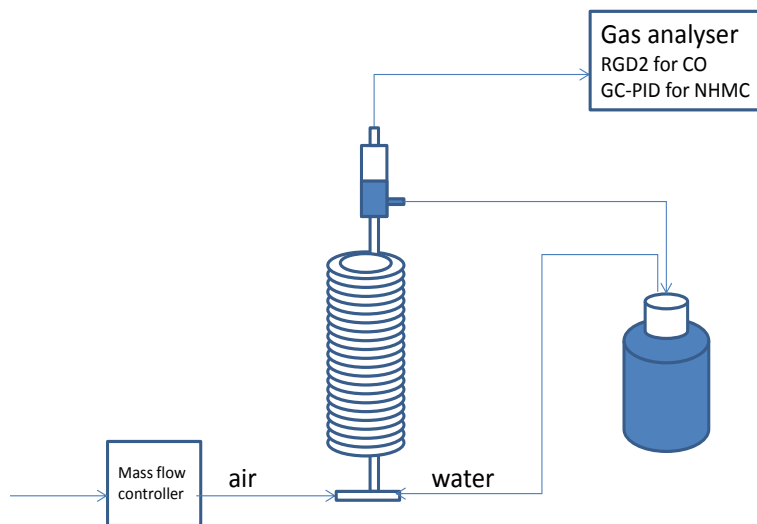 Gas analyser
RGD2 for CO
GC-PID for NHMC
Mass flow
controller
air
water